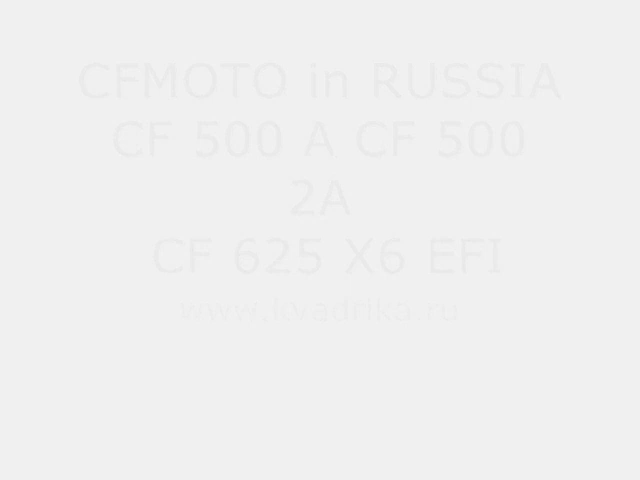 CFMOTO in RUSSIA
CF 500 A CF 500
2A
CF 625 X6 EFI
www.kvadrika.ru